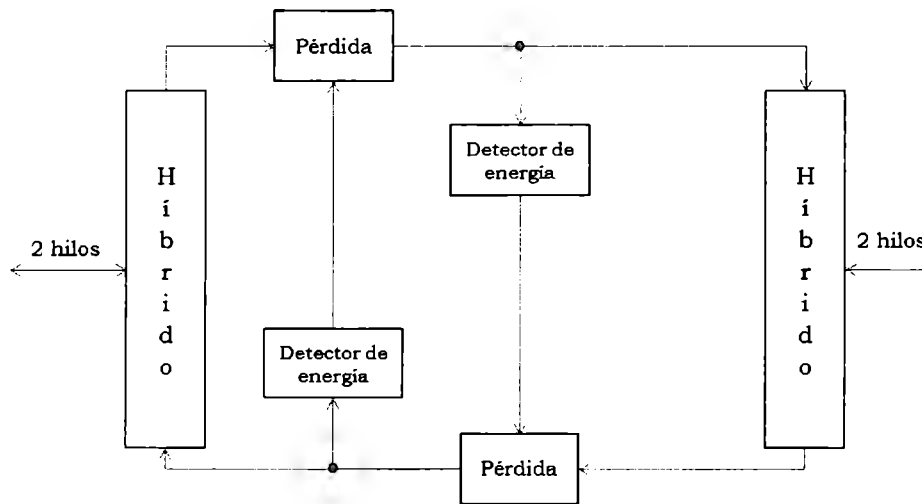 Pérdida
Detector de
energía
H
í
b
r
i
d
o
H
í
b
r
i
d
o
2 hilos
2 hilos
Detector de
energía
Pérdida